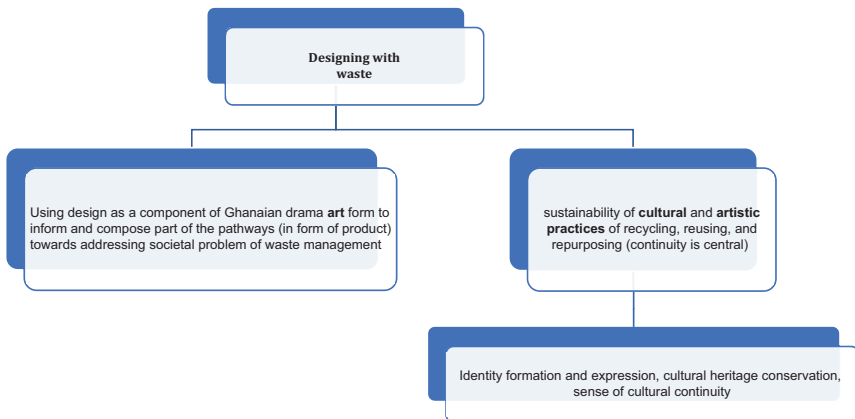 Designing with
waste
Using design as a component of Ghanaian drama art form to
inform and compose part of the pathways (in form of product)
towards addressing societal problem of waste management
sustainability of cultural and artistic
practices of recycling, reusing, and
repurposing (continuity is central)
Identity formation and expression, cultural heritage conservation,
sense of cultural continuity